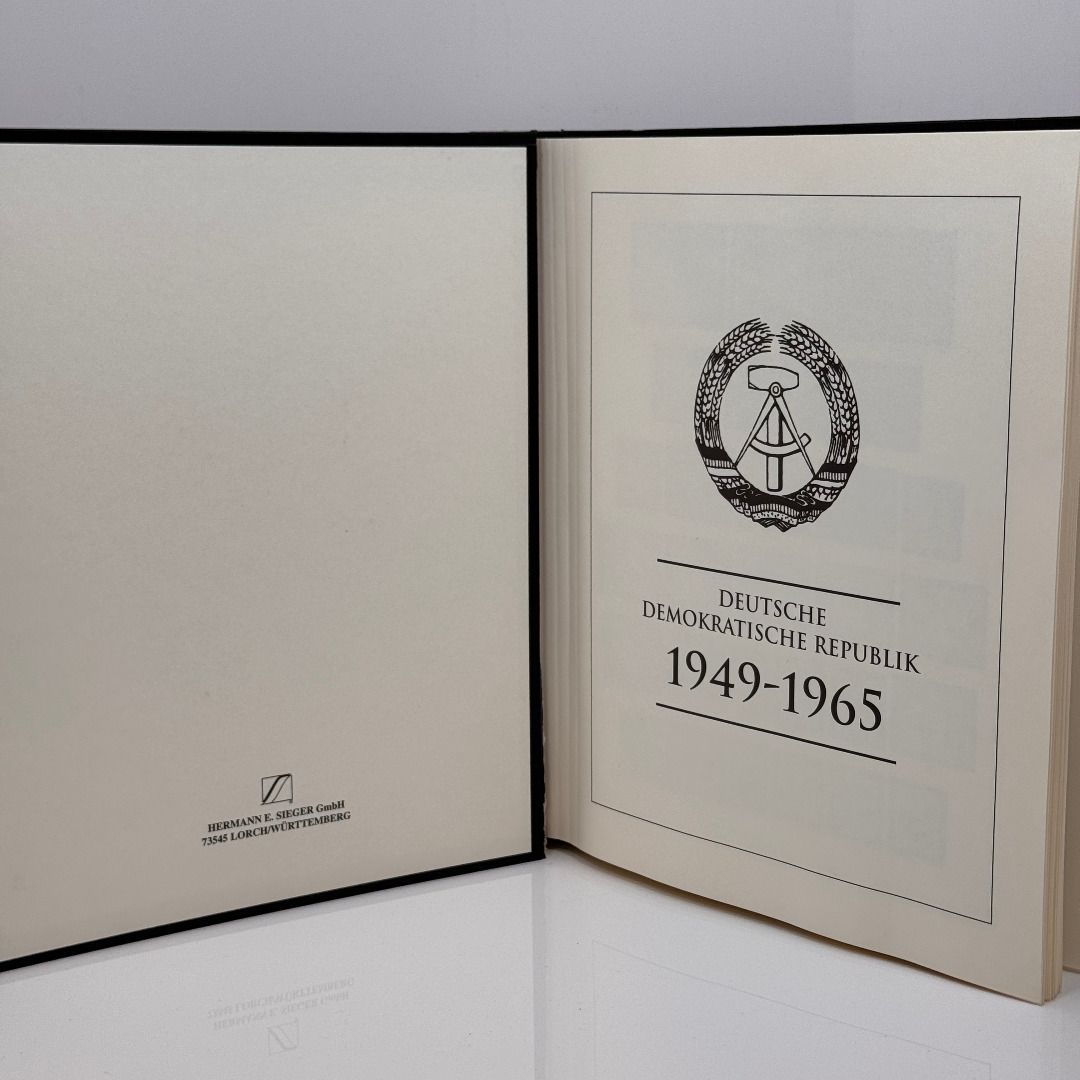 HERMANN E. SIEGER GmbH
73545 LORCH/WÜRTTEMBERG
DEUTSCHE
DEMOKRATISCHE REPUBLIK
1949-1965